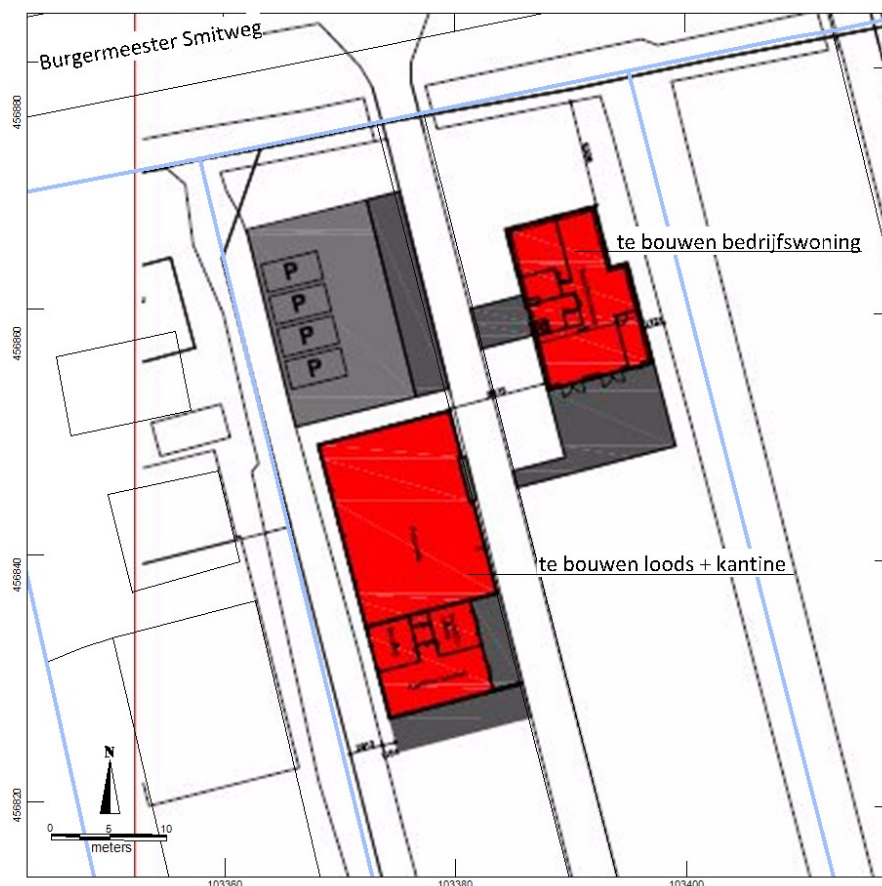 Burgermeester Smitweg
te bouwen bedrijfswoning
P
P
P
P
te bouwen loods + kantine
N
0 5 10
meters
456880
456860
456840
456820
103360
103380
103400